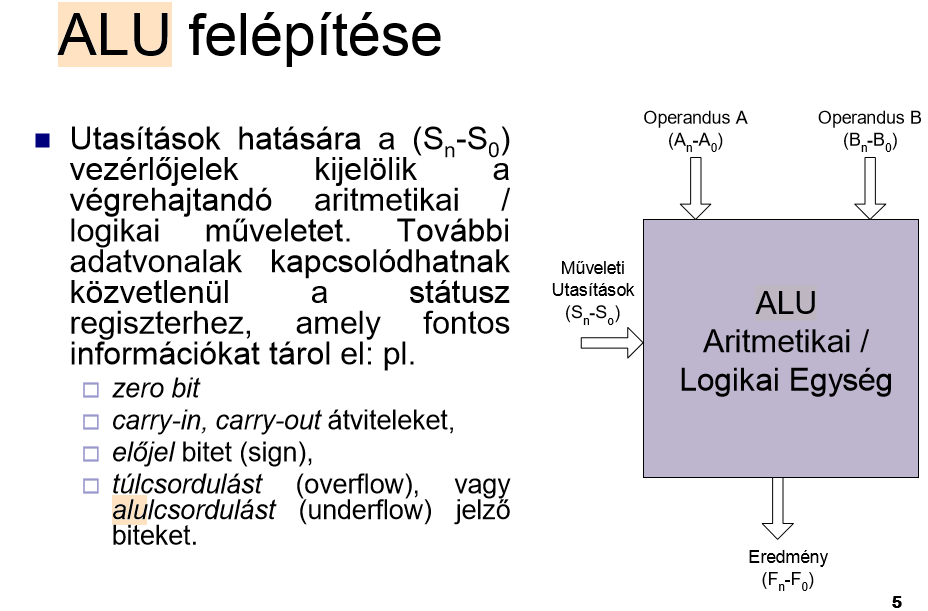 ALU felépítése
Utasítások hatására a (Sn-S0)
vezérlőjelek kijelölik a
végrehajtandó aritmetikai /
logikai műveletet. További
adatvonalak kapcsolódhatnak
közvetlenül a státusz
regiszterhez, amely fontos
információkat tárol el: pl.
zero bit
carry-in, carry-out átviteleket,
előjel bitet (sign),
túlcsordulást (overflow), vagy
alulcsordulást (underflow) jelző
biteket.
Operandus A
(An-A0)
Operandus B
(Bn-B0)
Műveleti
Utasítások
(Sn-So)
ALU
Aritmetikai /
Logikai Egység
Eredmény
(Fn-F0)
5